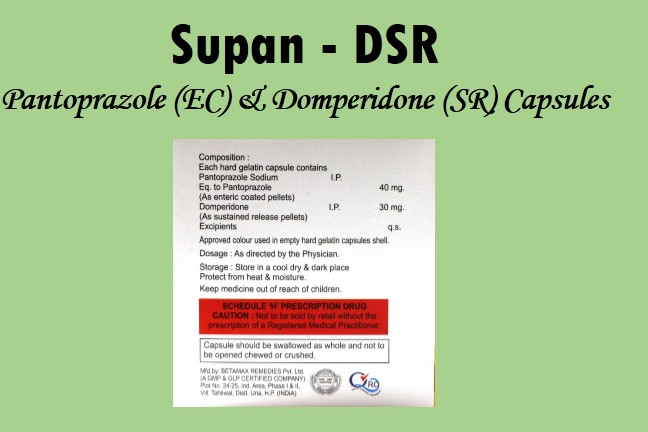 Supan - DSR
Pantoprazole (EC) & Domperidone (SR) Capsules
Composition :
Each hard gelatin capsule contains
Pantoprazole Sodium I.P.
Eq. to Pantoprazole 40 mg.
(As enteric coated pellets)
Domperidone I.P. 30 mg.
(As sustained release pellets)
Excipients q.s.
Approved colour used in empty hard gelatin capsules shell.
Dosage : As directed by the Physician.
Storage : Store in a cool dry & dark place
Protect from heat & moisture.
Keep medicine out of reach of children.
SCHEDULE 'H' PRESCRIPTION DRUG
CAUTION : Not to be sold by retail without the
prescription of a Registered Medical Practitioner.
Capsule should be swallowed as whole and not to
be opened chewed or crushed.
Mfd by: BETAMAX REMEDIES Pvt. Ltd.
(A GMP & GLP CERTIFIED COMPANY)
Plot No. 24-25, Ind. Area, Phase I & II,
Vill. Tahliwal, Distt. Una, H.P. (INDIA)